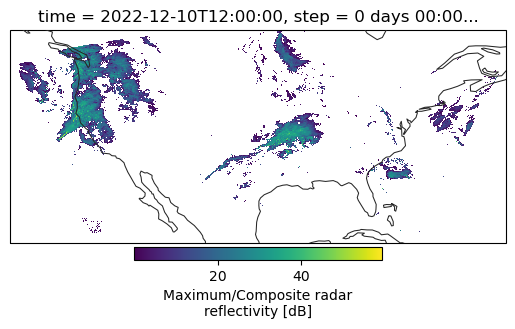 time = 2022-12-10T12:00:00, step = 0 days 00:00...
20 40
Maximum/Composite radar
reflectivity [dB]